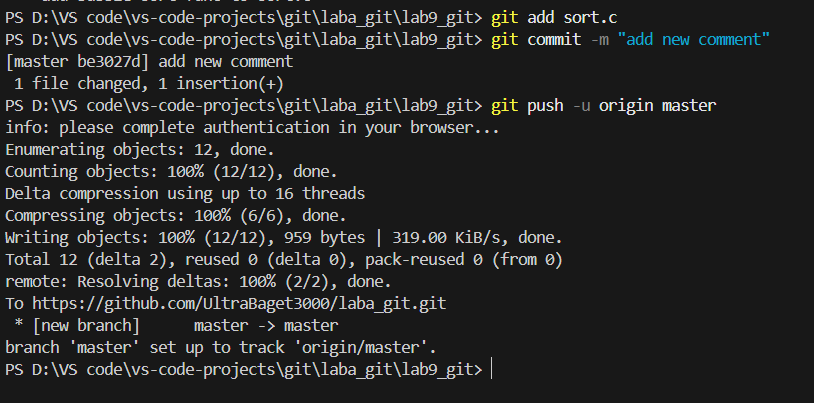 PS D:\VS code\vs-code-projects\git\laba_git\lab9_git> git add sort.c
PS D:\VS code\vs-code-projects\git\laba_git\lab9_git> git commit -m "add new comment"
[master be3027d] add new comment
 1 file changed, 1 insertion(+)
PS D:\VS code\vs-code-projects\git\laba_git\lab9_git> git push -u origin master
info: please complete authentication in your browser...
Enumerating objects: 12, done.
Counting objects: 100% (12/12), done.
Delta compression using up to 16 threads
Compressing objects: 100% (6/6), done.
Writing objects: 100% (12/12), 959 bytes | 319.00 KiB/s, done.
Total 12 (delta 2), reused 0 (delta 0), pack-reused 0 (from 0)
remote: Resolving deltas: 100% (2/2), done.
To https://github.com/UltraBaget3000/laba_git.git
 * [new branch]      master -> master
branch 'master' set up to track 'origin/master'.
PS D:\VS code\vs-code-projects\git\laba_git\lab9_git>